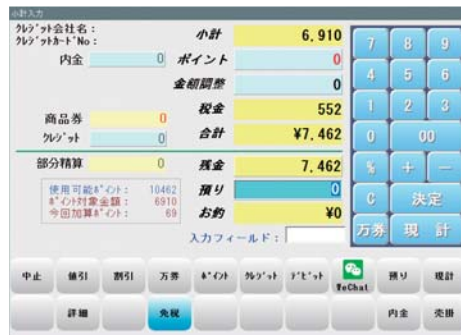 小計入力
ｸﾚｼﾞｯﾄ会社名：
ｸﾚｼﾞｯﾄｶｰﾄﾞNo：
小計 6,910
内金 0 ポイント 0
金額調整 0
税金 552
商品券 0
ｸﾚｼﾞｯﾄ 0 合計 ¥7,462
部分精算 0 残金 7,462
使用可能ﾎﾟｲﾝﾄ： 10462
ﾎﾟｲﾝﾄ対象金額： 6910
今回加算ﾎﾟｲﾝﾄ： 69
預り 0
お釣 ¥0
入力フィールド：
7 8 9
4 5 6
1 2 3
0 00
% ＋ －
C 決定
万券 現 計
中止 値引 割引 万券 ﾎﾟｲﾝﾄ ｸﾚｼﾞｯﾄ ﾃﾞﾋﾞｯﾄ WeChat 預り 現計
詳細 免税 内金 売掛